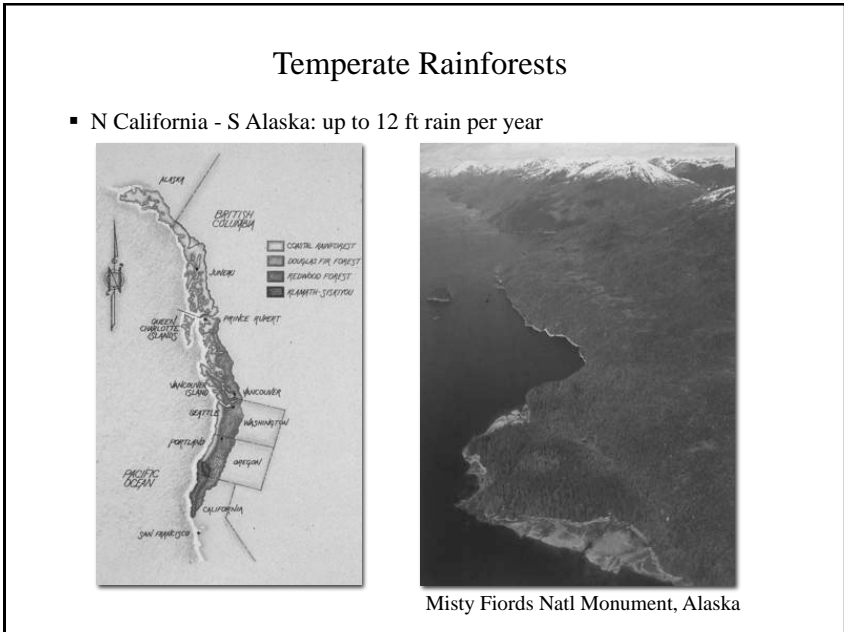 Temperate Rainforests
▪ N California - S Alaska: up to 12 ft rain per year
ALASKA
BRITISH
COLUMBIA
COASTAL RAINFOREST
DOUGLAS FIR FOREST
REDWOOD FOREST
KLAMATH-SISKIYOU
JUNEAU
PRINCE RUPERT
QUEEN
CHARLOTTE
ISLANDS
VANCOUVER
ISLAND
VANCOUVER
SEATTLE
WASHINGTON
PORTLAND
OREGON
PACIFIC
OCEAN
CALIFORNIA
SAN FRANCISCO
Misty Fiords Natl Monument, Alaska